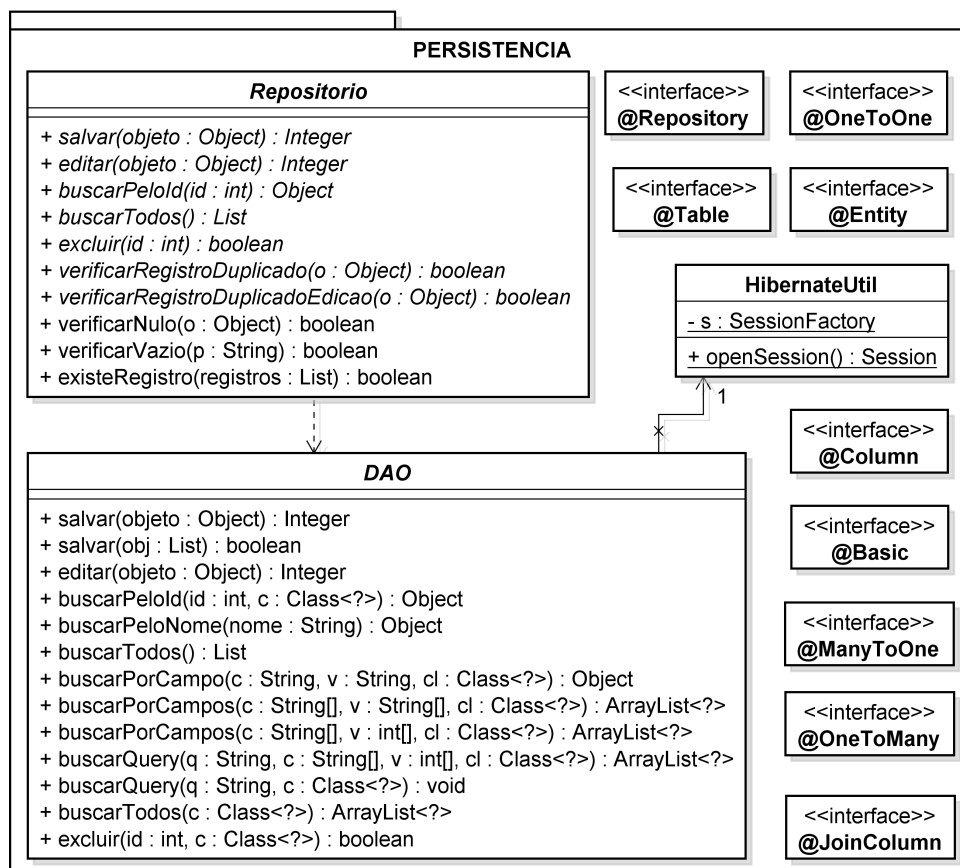 PERSISTENCIA
Repositorio
+ salvar(objeto : Object) : Integer
+ editar(objeto : Object) : Integer
+ buscarPeloId(id : int) : Object
+ buscarTodos() : List
+ excluir(id : int) : boolean
+ verificarRegistroDuplicado(o : Object) : boolean
+ verificarRegistroDuplicadoEdicao(o : Object) : boolean
+ verificarNulo(o : Object) : boolean
+ verificarVazio(p : String) : boolean
+ existeRegistro(registros : List) : boolean
<<interface>>
@Repository
<<interface>>
@OneToOne
<<interface>>
@Table
<<interface>>
@Entity
HibernateUtil
- s : SessionFactory
+ openSession() : Session
1
DAO
+ salvar(objeto : Object) : Integer
+ salvar(obj : List) : boolean
+ editar(objeto : Object) : Integer
+ buscarPeloId(id : int, c : Class<?>) : Object
+ buscarPeloNome(nome : String) : Object
+ buscarTodos() : List
+ buscarPorCampo(c : String, v : String, cl : Class<?>) : Object
+ buscarPorCampos(c : String[], v : String[], cl : Class<?>) : ArrayList<?>
+ buscarPorCampos(c : String[], v : int[], cl : Class<?>) : ArrayList<?>
+ buscarQuery(q : String, c : String[], v : int[], cl : Class<?>) : ArrayList<?>
+ buscarQuery(q : String, c : Class<?>) : void
+ buscarTodos(c : Class<?>) : ArrayList<?>
+ excluir(id : int, c : Class<?>) : boolean
<<interface>>
@Column
<<interface>>
@Basic
<<interface>>
@ManyToOne
<<interface>>
@OneToMany
<<interface>>
@JoinColumn